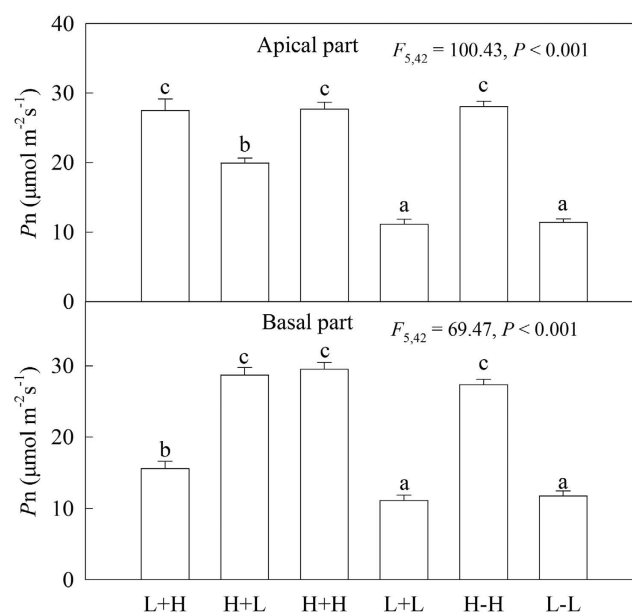 40
Apical part
F5,42 = 100.43, P < 0.001
c
c
c
30
b
20
a
a
10
0
Pn (μmol m-2s-1)
Basal part
F5,42 = 69.47, P < 0.001
c
c
c
30
b
20
a
a
10
0
Pn (μmol m-2s-1)
L+H H+L H+H L+L H-H L-L